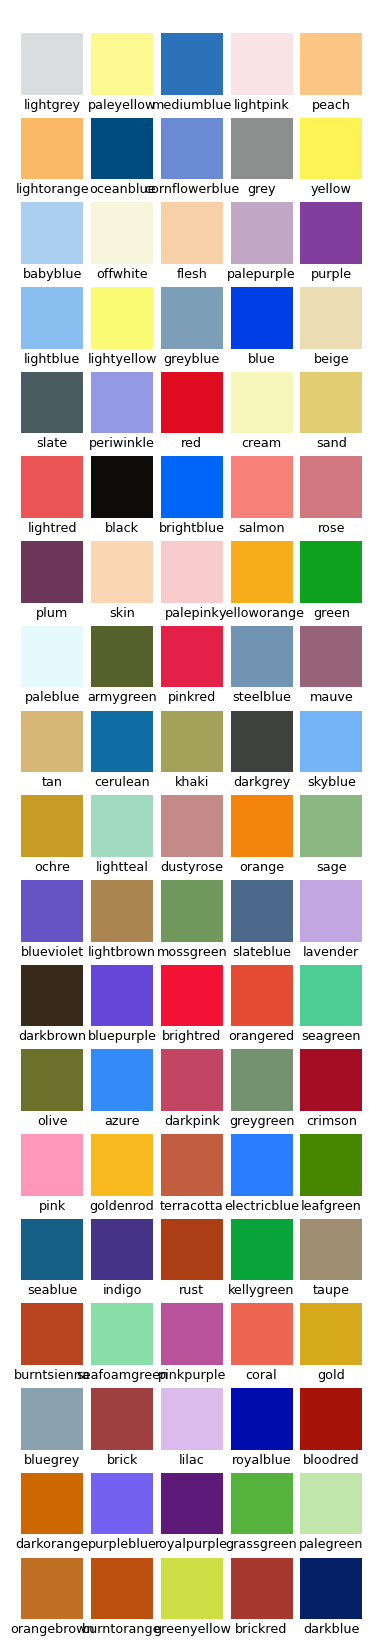 lightgrey paleyellow mediumblue lightpink peach
lightorange oceanblue cornflowerblue grey yellow
babyblue offwhite flesh palepurple purple
lightblue lightyellow greyblue blue beige
slate periwinkle red cream sand
lightred black brightblue salmon rose
plum skin palepink yelloworange green
paleblue armygreen pinkred steelblue mauve
tan cerulean khaki darkgrey skyblue
ochre lightteal dustyrose orange sage
blueviolet lightbrown mossgreen slateblue lavender
darkbrown bluepurple brightred orangered seagreen
olive azure darkpink greygreen crimson
pink goldenrod terracotta electricblue leafgreen
seablue indigo rust kellygreen taupe
burntsienna seafoamgreen pinkpurple coral gold
bluegrey brick lilac royalblue bloodred
darkorange purpleblue royalpurple grassgreen palegreen
orangebrown burntorange greenyellow brickred darkblue